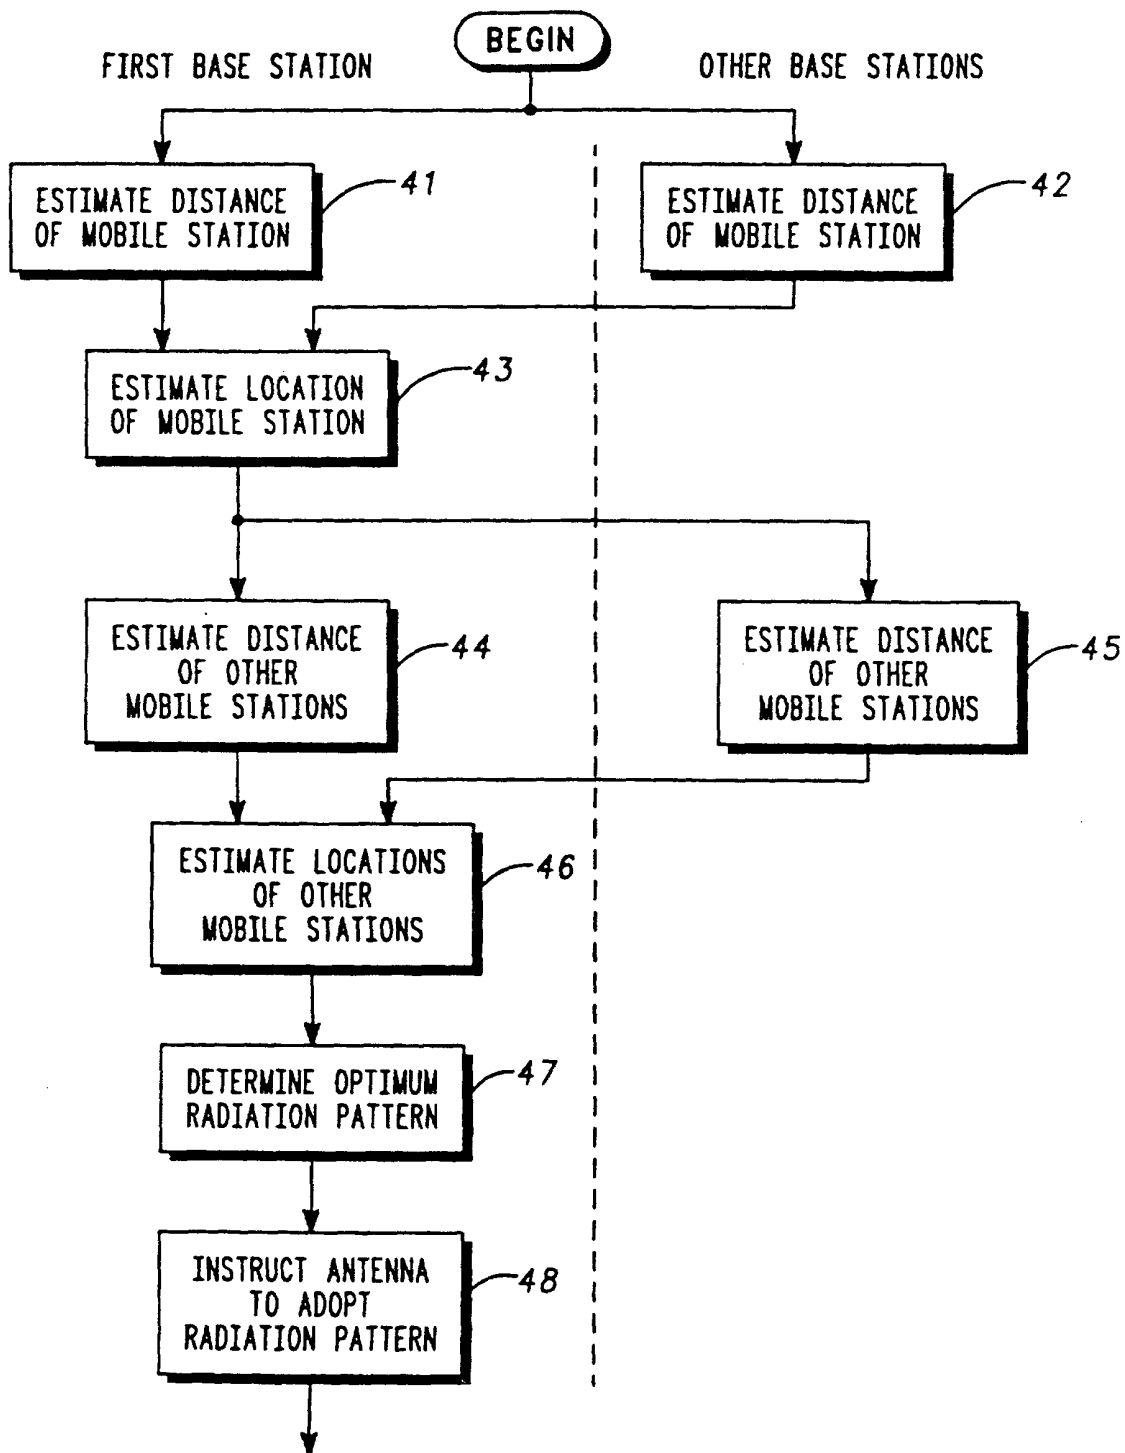 BEGIN
FIRST BASE STATION
OTHER BASE STATIONS
ESTIMATE DISTANCE
OF MOBILE STATION
41
ESTIMATE DISTANCE
OF MOBILE STATION
42
ESTIMATE LOCATION
OF MOBILE STATION
43
ESTIMATE DISTANCE
OF OTHER
MOBILE STATIONS
44
ESTIMATE DISTANCE
OF OTHER
MOBILE STATIONS
45
ESTIMATE LOCATIONS
OF OTHER
MOBILE STATIONS
46
DETERMINE OPTIMUM
RADIATION PATTERN
47
INSTRUCT ANTENNA
TO ADOPT
RADIATION PATTERN
48